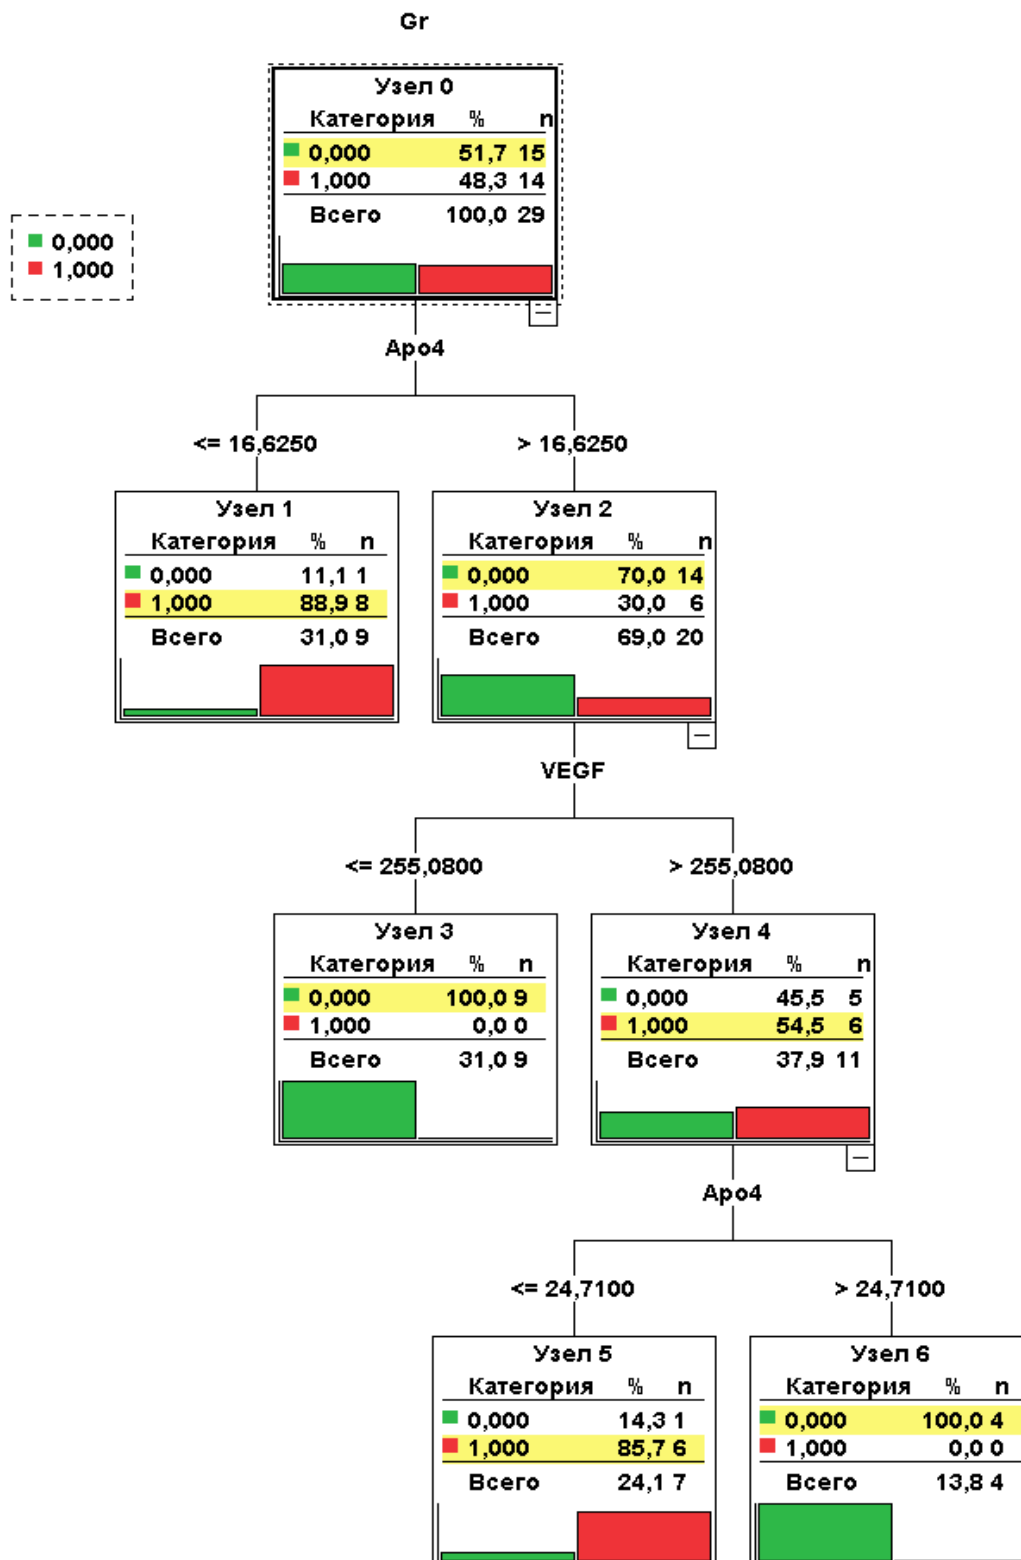 Gr
Узел 0
Категория % n
0,000 51,7 15
1,000 48,3 14
Всего 100,0 29
0,000
1,000
Apo4
<= 16,6250
> 16,6250
Узел 1
Категория % n
0,000 11,1 1
1,000 88,9 8
Всего 31,0 9
Узел 2
Категория % n
0,000 70,0 14
1,000 30,0 6
Всего 69,0 20
VEGF
<= 255,0800
> 255,0800
Узел 3
Категория % n
0,000 100,0 9
1,000 0,0 0
Всего 31,0 9
Узел 4
Категория % n
0,000 45,5 5
1,000 54,5 6
Всего 37,9 11
Apo4
<= 24,7100
> 24,7100
Узел 5
Категория % n
0,000 14,3 1
1,000 85,7 6
Всего 24,1 7
Узел 6
Категория % n
0,000 100,0 4
1,000 0,0 0
Всего 13,8 4